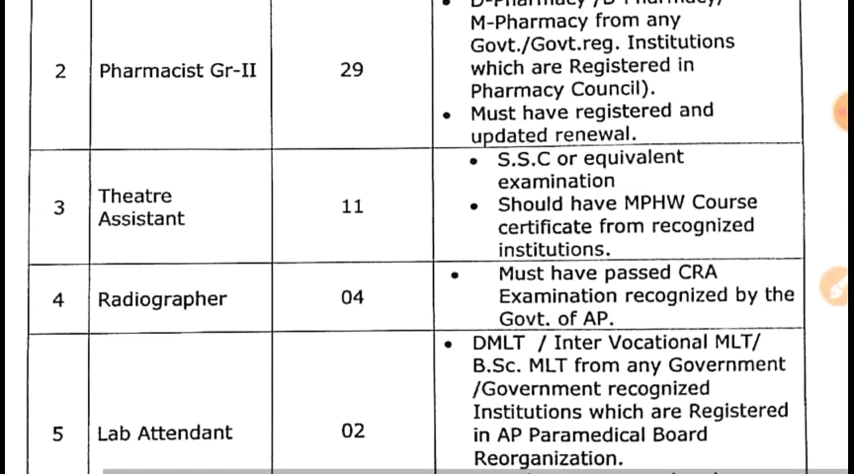 D-Pharmacy /B-Pharmacy/
M-Pharmacy from any
Govt./Govt.reg. Institutions
2 Pharmacist Gr-II 29 which are Registered in
Pharmacy Council).
• Must have registered and
updated renewal.
• S.S.C or equivalent
examination
3 Theatre Assistant 11
• Should have MPHW Course
certificate from recognized
institutions.
• Must have passed CRA
4 Radiographer 04 Examination recognized by the
Govt. of AP.
• DMLT / Inter Vocational MLT/
B.Sc. MLT from any Government
/Government recognized
Institutions which are Registered
5 Lab Attendant 02 in AP Paramedical Board
Reorganization.